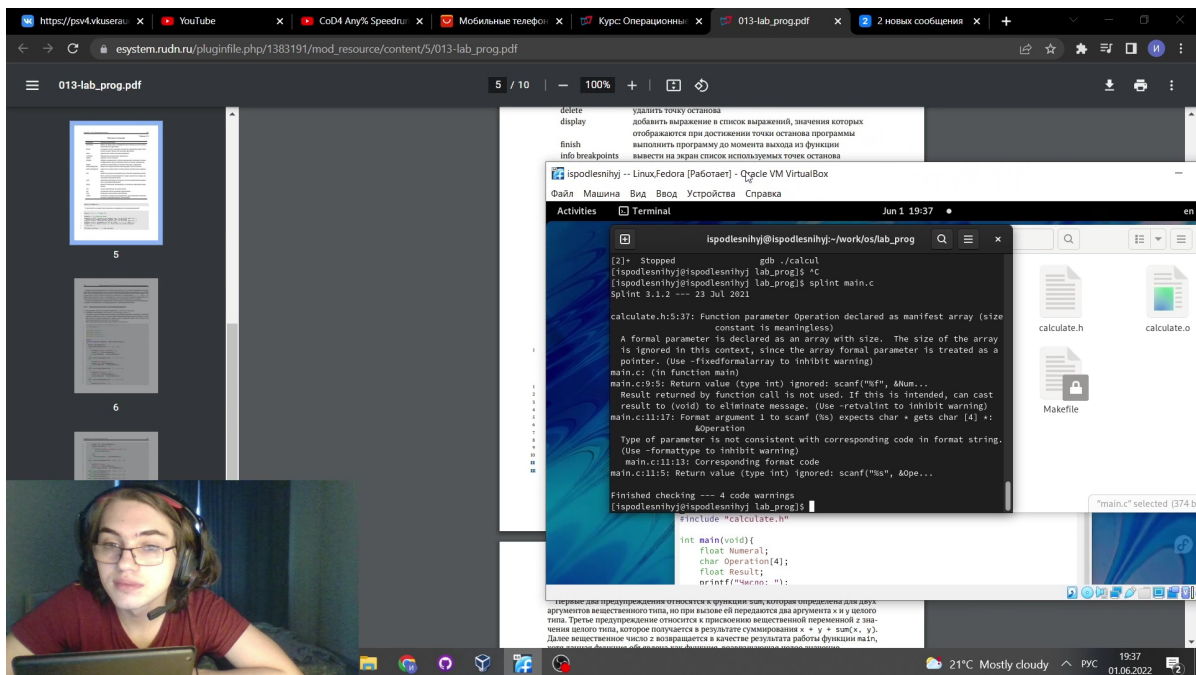 https://psv4.vkuserau
YouTube
CoD4 Any% Speedrun
Мобильные телефон
Курс: Операционные
013-lab_prog.pdf
2 новых сообщения
esystem.rudn.ru/pluginfile.php/1383191/mod_resource/content/5/013-lab_prog.pdf
013-lab_prog.pdf
5 / 10
100%
delete удалить точку останова
display добавить выражение в список выражений, значения которых
отображаются при достижении точки останова программы
finish выполнить программу до момента выхода из функции
info breakpoints вывести на экран список используемых точек останова
5
6
ispodlesnihyj -- Linux,Fedora [Работает] - Oracle VM VirtualBox
Файл Машина Вид Ввод Устройства Справка
Activities Terminal Jun 1 19:37 en
ispodlesnihyj@ispodlesnihyj:~/work/os/lab_prog
[2]+ Stopped gdb ./calcul
[ispodlesnihyj@ispodlesnihyj lab_prog]$ ^C
[ispodlesnihyj@ispodlesnihyj lab_prog]$ splint main.c
Splint 3.1.2 --- 23 Jul 2021
calculate.h:5:37: Function parameter Operation declared as manifest array (size
constant is meaningless)
A formal parameter is declared as an array with size. The size of the array
is ignored in this context, since the array formal parameter is treated as a
pointer. (Use -fixedformalarray to inhibit warning)
main.c: (in function main)
main.c:9:5: Return value (type int) ignored: scanf("%f", &Num...
Result returned by function call is not used. If this is intended, can cast
result to (void) to eliminate message. (Use -retvalint to inhibit warning)
main.c:11:17: Format argument 1 to scanf (%s) expects char * gets char [4] *:
&Operation
Type of parameter is not consistent with corresponding code in format string.
(Use -formattype to inhibit warning)
main.c:11:13: Corresponding format code
main.c:11:5: Return value (type int) ignored: scanf("%s", &Ope...
Finished checking --- 4 code warnings
[ispodlesnihyj@ispodlesnihyj lab_prog]$
calculate.h
calculate.o
Makefile
"main.c" selected (374 b
#include "calculate.h"
int main(void){
float Numeral;
char Operation[4];
float Result;
printf("Число: ");
Первые два предупреждения относятся к функции sum, которая определена для двух
аргументов вещественного типа, но при вызове ей передаются два аргумента x и y целого
типа. Третье предупреждение относится к присвоению вещественной переменной z зна-
чения целого типа, которое получается в результате суммирования x + y + sum(x, y).
Далее вещественное число z возвращается в качестве результата работы функции main,
21°C Mostly cloudy
РУС
19:37
01.06.2022
2